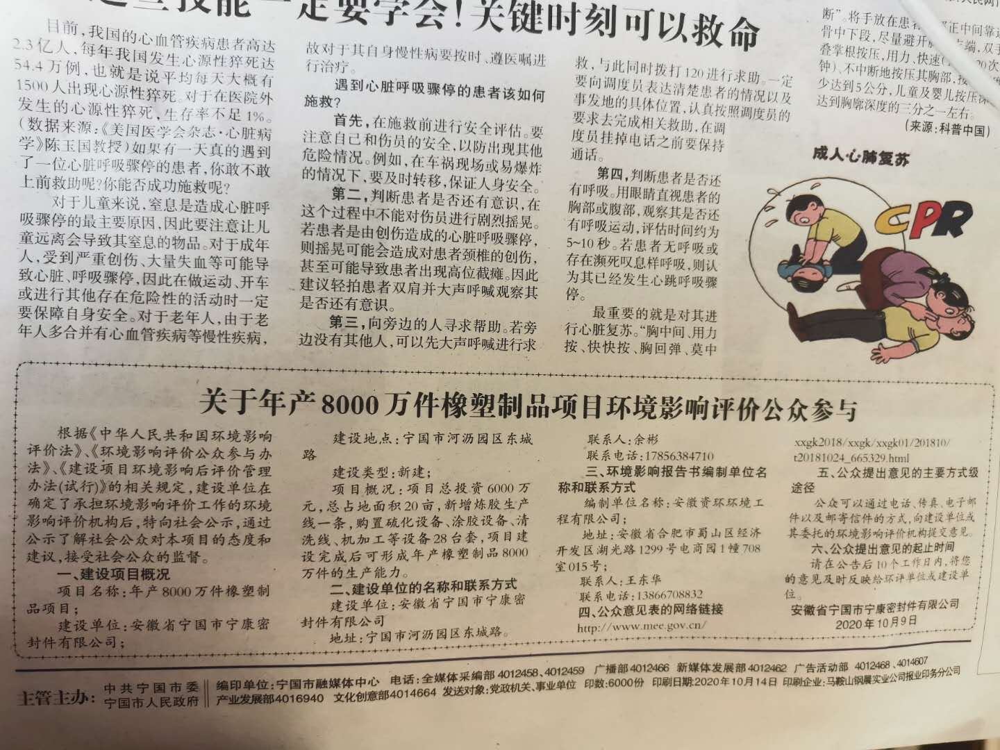 这些技能一定要学会！关键时刻可以救命
目前，我国的心血管疾病患者高达
2.3亿人，每年我国发生心源性猝死达
54.4万例，也就是说平均每天大概有
1500人出现心源性猝死。对于在医院外
发生的心源性猝死，生存率不足1%。
（数据来源：《美国医学会杂志·心脏病
学》陈玉国教授）如果有一天真的遇到
了一位心脏呼吸骤停的患者，你敢不敢
上前救助呢？你能否成功施救呢？
对于儿童来说，窒息是造成心脏呼
吸骤停的最主要原因，因此要注意让儿
童远离会导致其窒息的物品。对于成年
人，受到严重创伤、大量失血等可能导
致心脏、呼吸骤停，因此在做运动、开车
或进行其他存在危险性的活动时一定
要保障自身安全。对于老年人，由于老
年人多合并有心血管疾病等慢性疾病，
故对于其自身慢性病要按时、遵医嘱进
行治疗。
遇到心脏呼吸骤停的患者该如何
施救？
首先，在施救前进行安全评估。要
注意自己和伤员的安全，以防出现其他
危险情况。例如，在车祸现场或易爆炸
的情况下，要及时转移，保证人身安全。
第二，判断患者是否还有意识，在
这个过程中不能对伤员进行剧烈摇晃。
若患者是由创伤造成的心脏呼吸骤停，
则摇晃可能会造成对患者颈椎的创伤，
甚至可能导致患者出现高位截瘫。因此
建议轻拍患者双肩并大声呼喊观察其
是否还有意识。
第三，向旁边的人寻求帮助。若旁
边没有其他人，可以先大声呼喊进行求
救，与此同时拨打120进行求助。一定
要向调度员表达清楚患者的情况以及
事发地的具体位置，认真按照调度员的
要求去完成相关救助，在调
度员挂掉电话之前要保持
通话。
第四，判断患者是否还
有呼吸。用眼睛直视患者的
胸部或腹部，观察其是否还
有呼吸运动，评估时间约为
5~10秒。若患者无呼吸或
存在濒死叹息样呼吸，则认
为其已经发生心跳呼吸骤
停。
最重要的就是对其进
行心脏复苏。“胸中间、用力
按、快快按、胸回弹、莫中
断”。将手放在患者 正中间靠近
骨中下段，尽量避开 端，双手
叠掌根按压，用力、快速( 20次
钟)、不中断地按压其胸部，按
少达到5公分，儿童及婴儿按压深
达到胸廓深度的三分之一左右。
（来源：科普中国）
成人心肺复苏
CPR
关于年产8000万件橡塑制品项目环境影响评价公众参与
根据《中华人民共和国环境影响
评价法》、《环境影响评价公众参与办
法》、《建设项目环境影响后评价管理
办法(试行)》的相关规定，建设单位在
确定了承担环境影响评价工作的环境
影响评价机构后，特向社会公示，通过
公示了解社会公众对本项目的态度和
建议，接受社会公众的监督。
一、建设项目概况
项目名称：年产8000万件橡塑制
品项目；
建设单位：安徽省宁国市宁康密
封件有限公司；
建设地点：宁国市河沥园区东城
路
建设类型：新建；
项目概况：项目总投资6000万
元，总占地面积20亩，新增炼胶生产
线一条，购置硫化设备、涂胶设备、清
洗线、机加工等设备28台套，项目建
设完成后可形成年产橡塑制品8000
万件的生产能力。
二、建设单位的名称和联系方式
建设单位：安徽省宁国市宁康密
封件有限公司
地址：宁国市河沥园区东城路。
联系人：余彬
联系电话：17856384710
三、环境影响报告书编制单位名
称和联系方式
编制单位名称：安徽资环环境工
程有限公司；
地址：安徽省合肥市蜀山区经济
开发区湖光路1299号电商园1幢708
室015号；
联系人：王东华
联系电话：13866708832
四、公众意见表的网络链接
http://www.mee.gov.cn/
xxgk2018/xxgk/xxgk01/201810/
t20181024_665329.html
五、公众提出意见的主要方式级
途径
公众可以通过电话、传真、电子邮
件以及邮寄信件的方式，向建设单位或
其委托的环境影响评价机构提交意见。
六、公众提出意见的起止时间
请在公告后10个工作日内，将您
的意见及时反映给环评单位或建设单
位。
安徽省宁国市宁康密封件有限公司
2020年10月9日
主管主办：中共宁国市委
宁国市人民政府
编印单位：宁国市融媒体中心 电话：全媒体采编部 4012458、4012459 广播部4012466 新媒体发展部4012462 广告活动部 4012468、4014607
产业发展部4016940 文化创意部4014664 发送对象：党政机关、事业单位 印数：6000份 印刷日期：2020年10月14日 印刷企业：马鞍山钢晨实业公司报业印务分公司